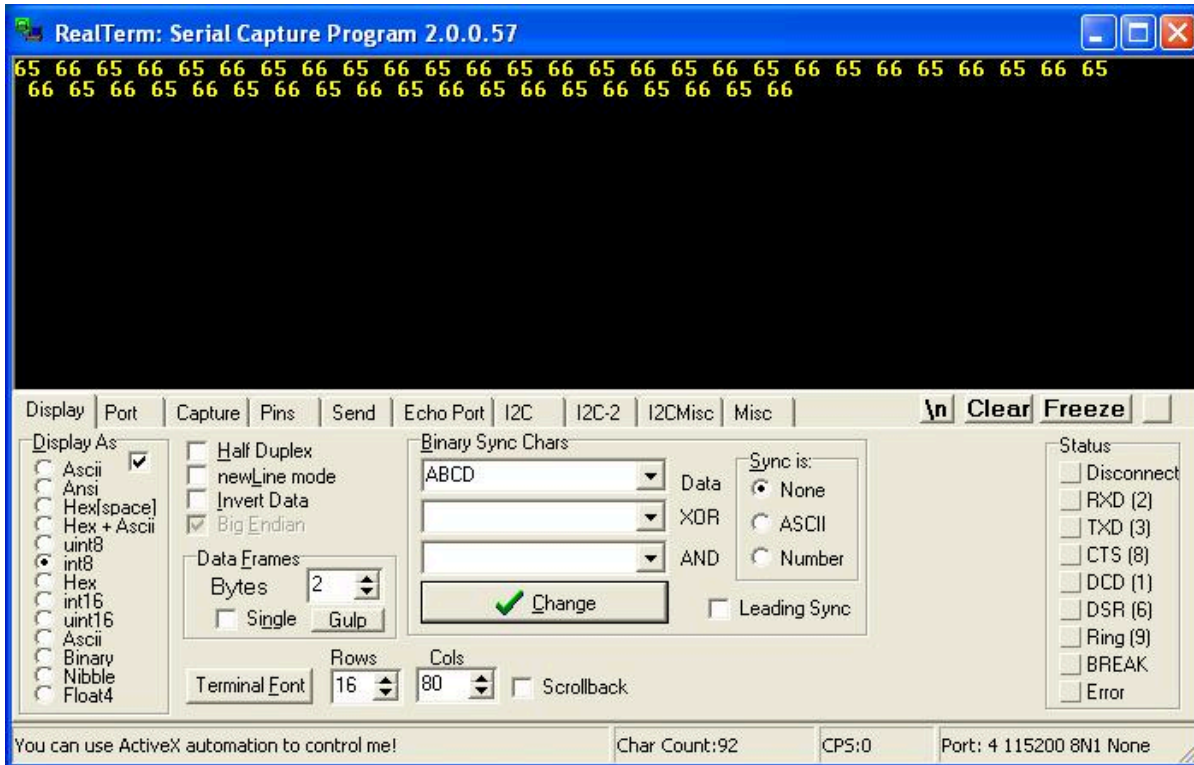 RealTerm: Serial Capture Program 2.0.0.57
65 66 65 66 65 66 65 66 65 66 65 66 65 66 65 66 65 66 65 66 65 66 65 66 65 66 65
66 65 66 65 66 65 66 65 66 65 66 65 66 65 66 65 66 65 66
Display Port Capture Pins Send Echo Port I2C I2C-2 I2CMisc Misc \n Clear Freeze
Display As
Ascii
Ansi
Hex[space]
Hex + Ascii
uint8
int8
Hex
int16
uint16
Ascii
Binary
Nibble
Float4
Half Duplex
newLine mode
Invert Data
Big Endian
Data Frames
Bytes 2
Single Gulp
Terminal Font
Rows
16
Cols
80
Scrollback
Binary Sync Chars
ABCD Data
XOR
AND
Change
Sync is:
None
ASCII
Number
Leading Sync
Status
Disconnect
RXD (2)
TXD (3)
CTS (8)
DCD (1)
DSR (6)
Ring (9)
BREAK
Error
You can use ActiveX automation to control me! Char Count:92 CPS:0 Port: 4 115200 8N1 None